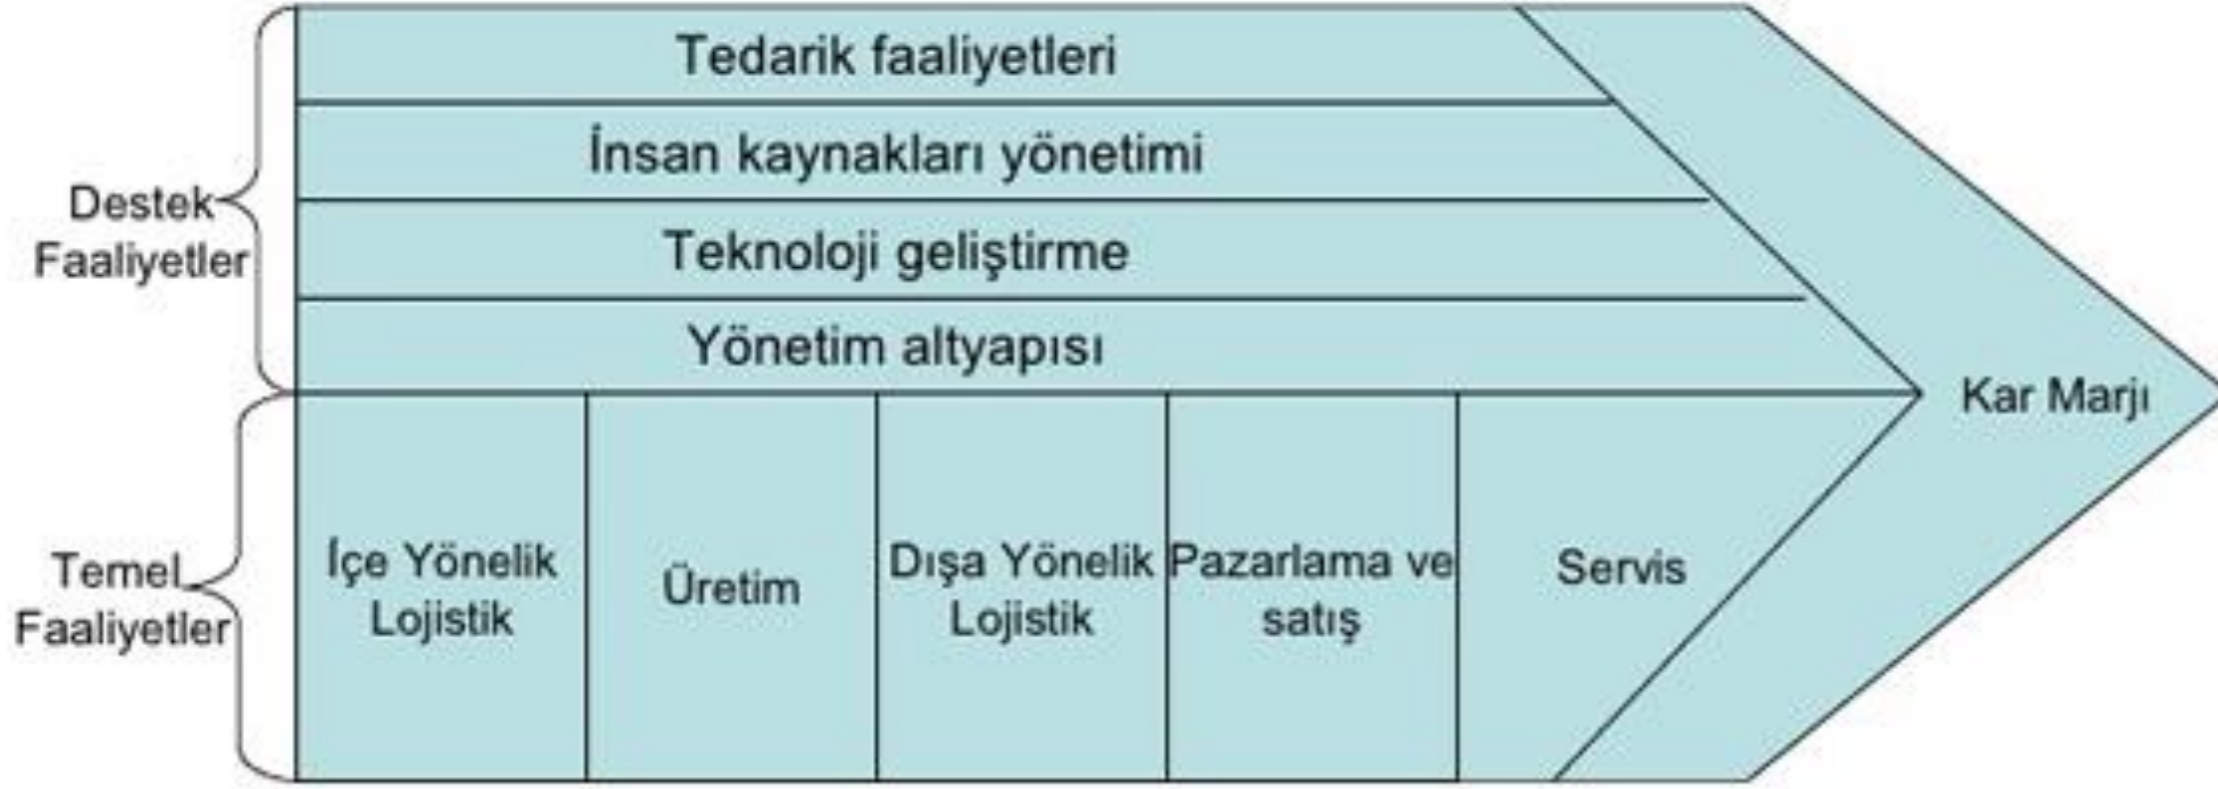 Tedarik faaliyetleri
İnsan kaynakları yönetimi
Teknoloji geliştirme
Yönetim altyapısı
Destek
Faaliyetler
Kar Marjı
Temel
Faaliyetler
İçe Yönelik
Lojistik
Üretim
Dışa Yönelik
Lojistik
Pazarlama ve
satış
Servis